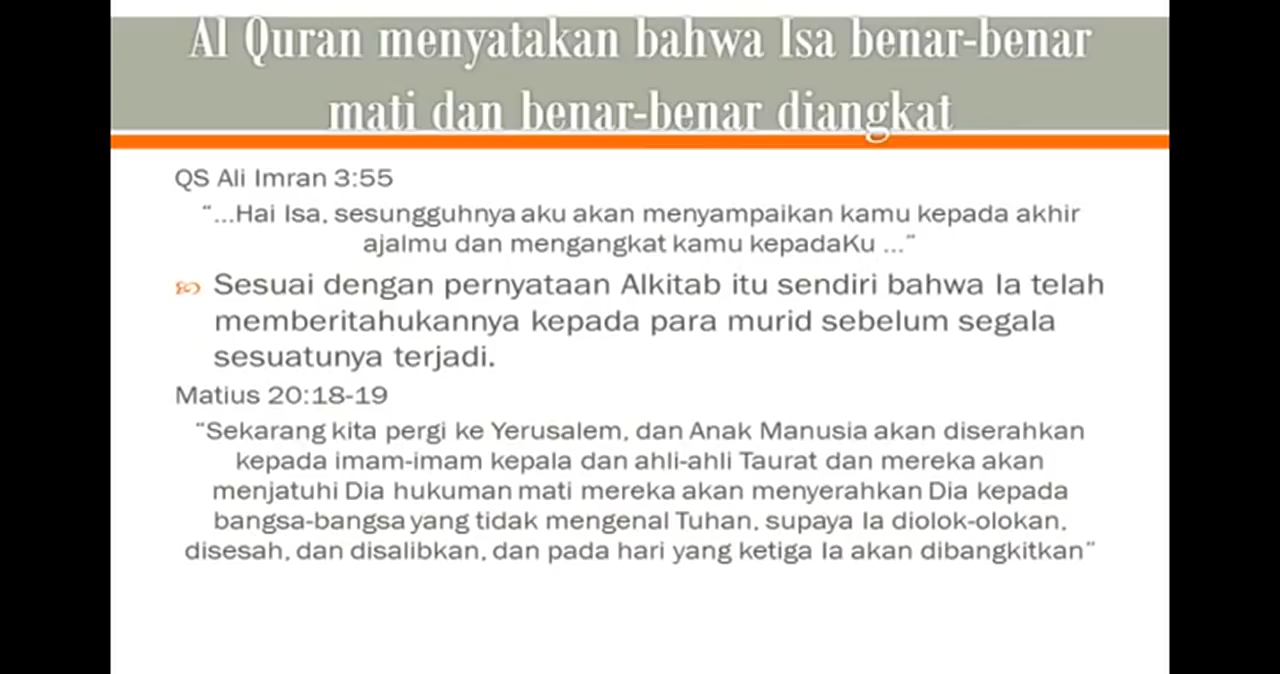 Al Quran menyatakan bahwa Isa benar-benar
mati dan benar-benar diangkat
QS Ali Imran 3:55
“...Hai Isa, sesungguhnya aku akan menyampaikan kamu kepada akhir
ajalmu dan mengangkat kamu kepadaKu ...”
Sesuai dengan pernyataan Alkitab itu sendiri bahwa Ia telah
memberitahukannya kepada para murid sebelum segala
sesuatunya terjadi.
Matius 20:18-19
“Sekarang kita pergi ke Yerusalem, dan Anak Manusia akan diserahkan
kepada imam-imam kepala dan ahli-ahli Taurat dan mereka akan
menjatuhi Dia hukuman mati mereka akan menyerahkan Dia kepada
bangsa-bangsa yang tidak mengenal Tuhan, supaya Ia diolok-olokan,
disesah, dan disalibkan, dan pada hari yang ketiga Ia akan dibangkitkan”